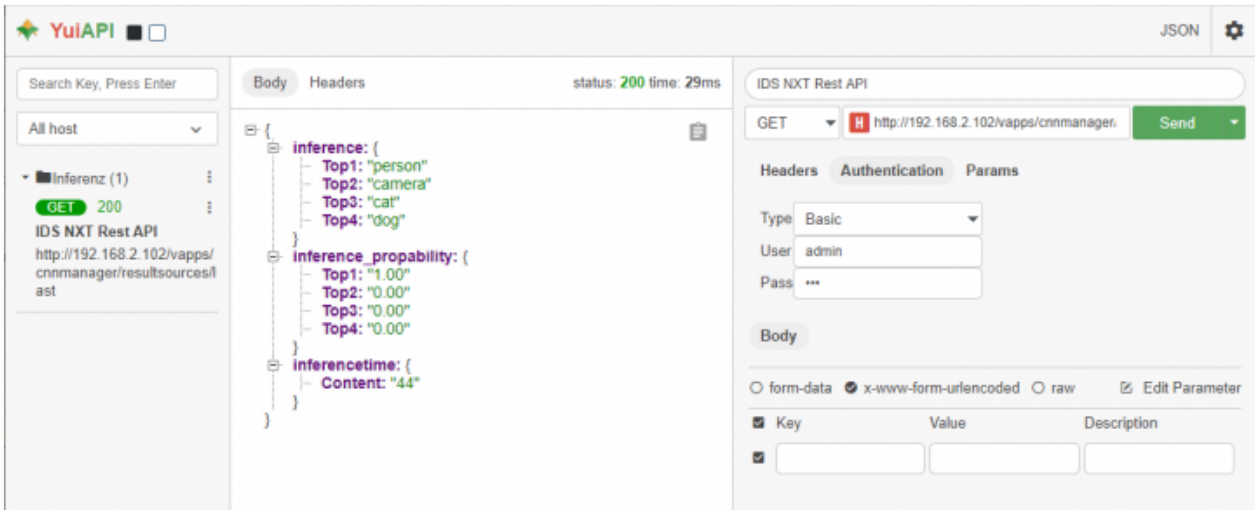 YuiAPI
JSON
Search Key, Press Enter
All host
Inferenz (1)
GET 200
IDS NXT Rest API
http://192.168.2.102/vapps/
cnnmanager/resultsources/l
ast
Body Headers status: 200 time: 29ms
{
inference: {
Top1: "person"
Top2: "camera"
Top3: "cat"
Top4: "dog"
}
inference_propability: {
Top1: "1.00"
Top2: "0.00"
Top3: "0.00"
Top4: "0.00"
}
inferencetime: {
Content: "44"
}
}
IDS NXT Rest API
GET H http://192.168.2.102/vapps/cnnmanager. Send
Headers Authentication Params
Type Basic
User admin
Pass •••
Body
form-data x-www-form-urlencoded raw Edit Parameter
Key Value Description